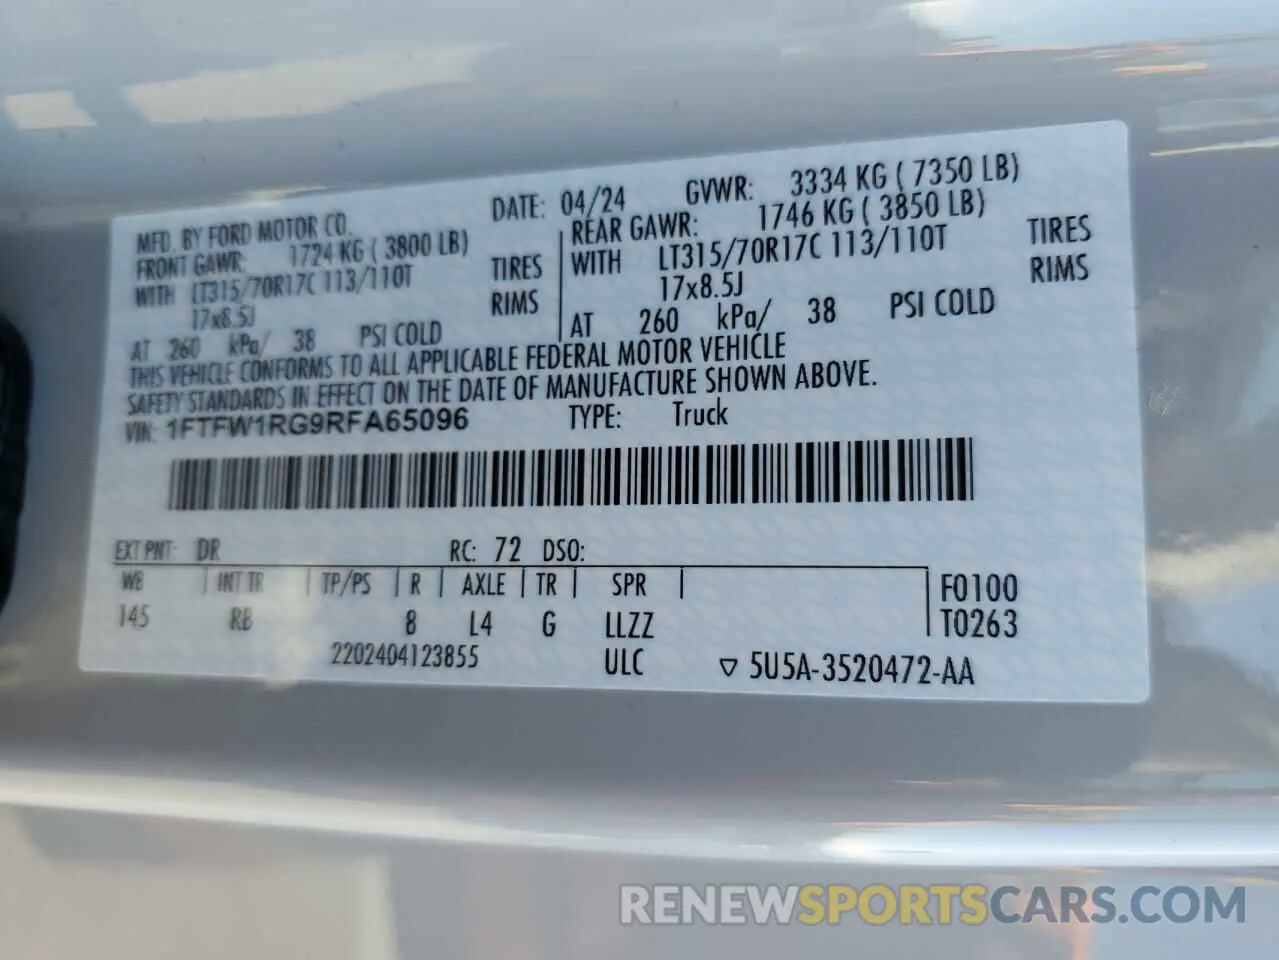 MFD. BY FORD MOTOR CO. DATE: 04/24 GVWR: 3334 KG ( 7350 LB)
FRONT GAWR: 1724 KG ( 3800 LB) REAR GAWR: 1746 KG ( 3850 LB)
WITH LT315/70R17C 113/110T TIRES WITH LT315/70R17C 113/110T TIRES
17x8.5J RIMS 17x8.5J RIMS
AT 260 kPa/ 38 PSI COLD AT 260 kPa/ 38 PSI COLD
THIS VEHICLE CONFORMS TO ALL APPLICABLE FEDERAL MOTOR VEHICLE
SAFETY STANDARDS IN EFFECT ON THE DATE OF MANUFACTURE SHOWN ABOVE.
VIN: 1FTFW1RG9RFA65096 TYPE: Truck
EXT PNT: DR RC: 72 DSO:
WB INT TR TP/PS R AXLE TR SPR F0100
145 RB 8 L4 G LLZZ T0263
2202404123855 ULC ▽ 5U5A-3520472-AA
RENEWSPORTSCARS.COM